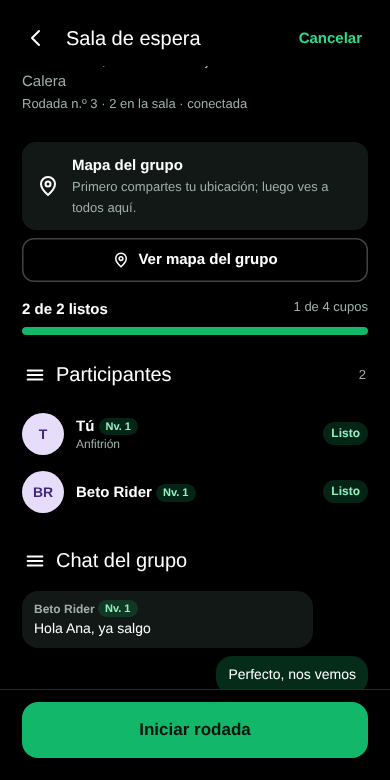 Sala de espera
Cancelar
Calera
Rodada n.º 3 · 2 en la sala · conectada
Mapa del grupo
Primero compartes tu ubicación; luego ves a
todos aquí.
Ver mapa del grupo
2 de 2 listos
1 de 4 cupos
Participantes
2
T
Tú Nv. 1
Anfitrión
Listo
BR
Beto Rider Nv. 1
Listo
Chat del grupo
Beto Rider Nv. 1
Hola Ana, ya salgo
Perfecto, nos vemos
Iniciar rodada